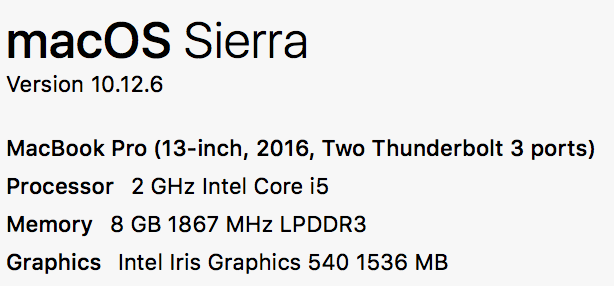 macOS Sierra
Version 10.12.6
MacBook Pro (13-inch, 2016, Two Thunderbolt 3 ports)
Processor 2 GHz Intel Core i5
Memory 8 GB 1867 MHz LPDDR3
Graphics Intel Iris Graphics 540 1536 MB